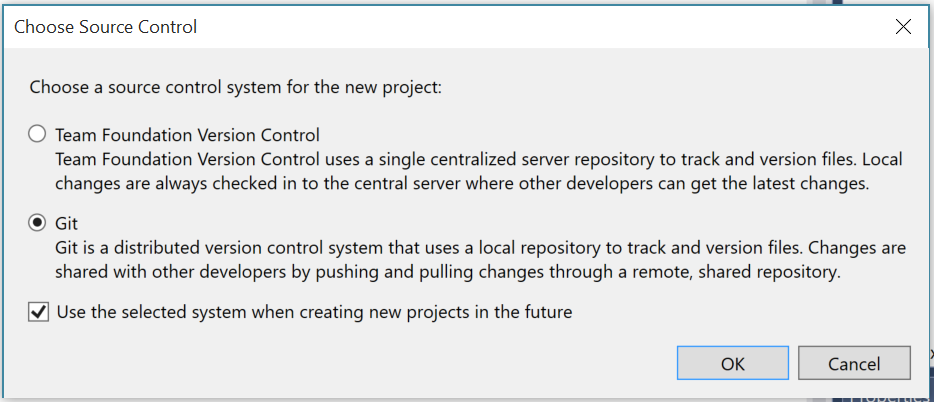 Choose Source Control
Choose a source control system for the new project:
Team Foundation Version Control
Team Foundation Version Control uses a single centralized server repository to track and version files. Local
changes are always checked in to the central server where other developers can get the latest changes.
Git
Git is a distributed version control system that uses a local repository to track and version files. Changes are
shared with other developers by pushing and pulling changes through a remote, shared repository.
Use the selected system when creating new projects in the future
OK Cancel
Properties